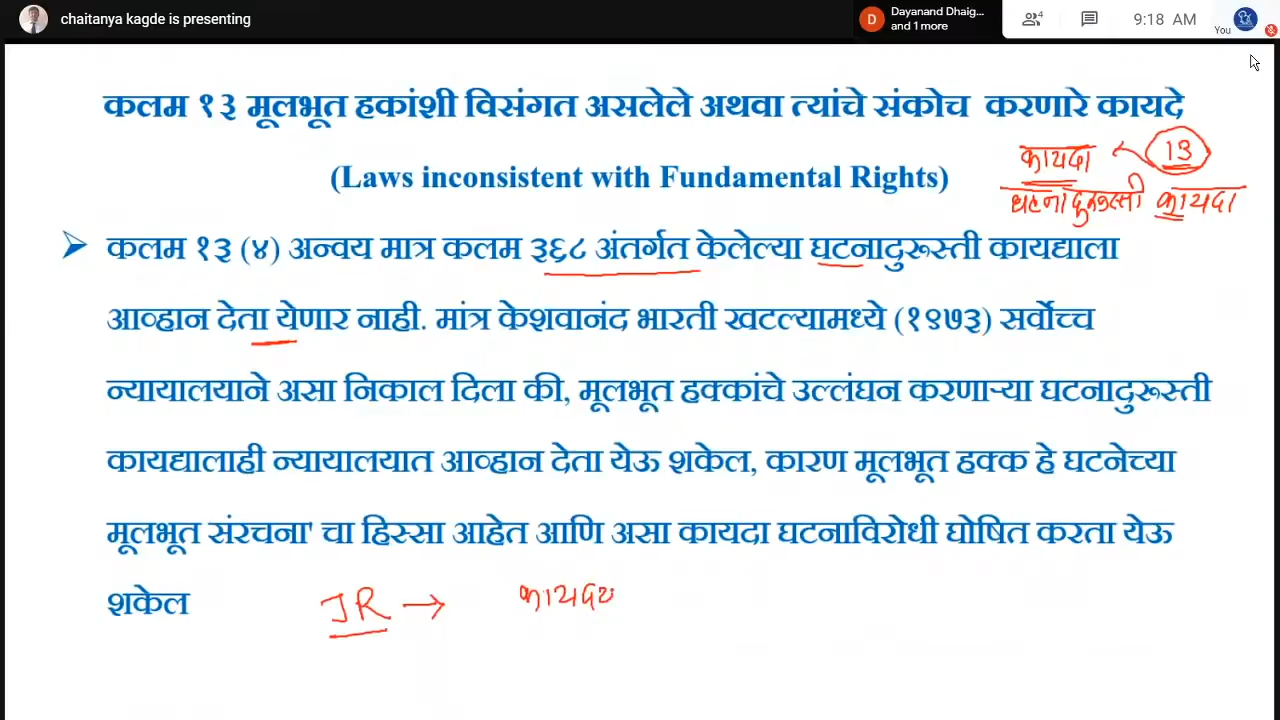 chaitanya kagde is presenting
D
Dayanand Dhaig...
and 1 more
4
9:18 AM
You
कलम १३ मूलभूत हकांशी विसंगत असलेले अथवा त्यांचे संकोच करणारे कायदे
(Laws inconsistent with Fundamental Rights)
कायदा 13
घटनादुरुस्ती कायदा
कलम १३ (४) अन्वय मात्र कलम ३६८ अंतर्गत केलेल्या घटनादुरूस्ती कायद्याला
आव्हान देता येणार नाही. मांत्र केशवानंद भारती खटल्यामध्ये (१९७३) सर्वोच्च
न्यायालयाने असा निकाल दिला की, मूलभूत हक्कांचे उल्लंघन करणाऱ्या घटनादुरूस्ती
कायद्यालाही न्यायालयात आव्हान देता येऊ शकेल, कारण मूलभूत हक्क हे घटनेच्या
मूलभूत संरचना' चा हिस्सा आहेत आणि असा कायदा घटनाविरोधी घोषित करता येऊ
शकेल
JR →